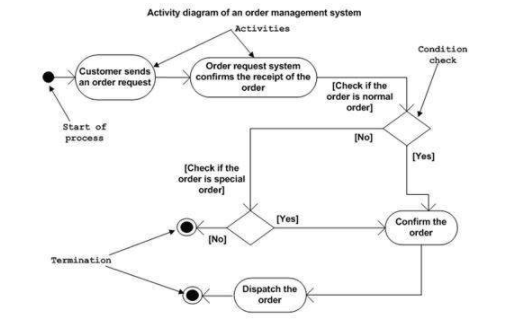 Activity diagram of an order management system
Activities
Condition
check
Customer sends
an order request
Order request system
confirms the receipt of the
order
[Check if the
order is normal
order]
Start of
process
[No]
[Yes]
[Check if the
order is special
order]
[Yes]
[No]
Confirm the
order
Termination
Dispatch the
order